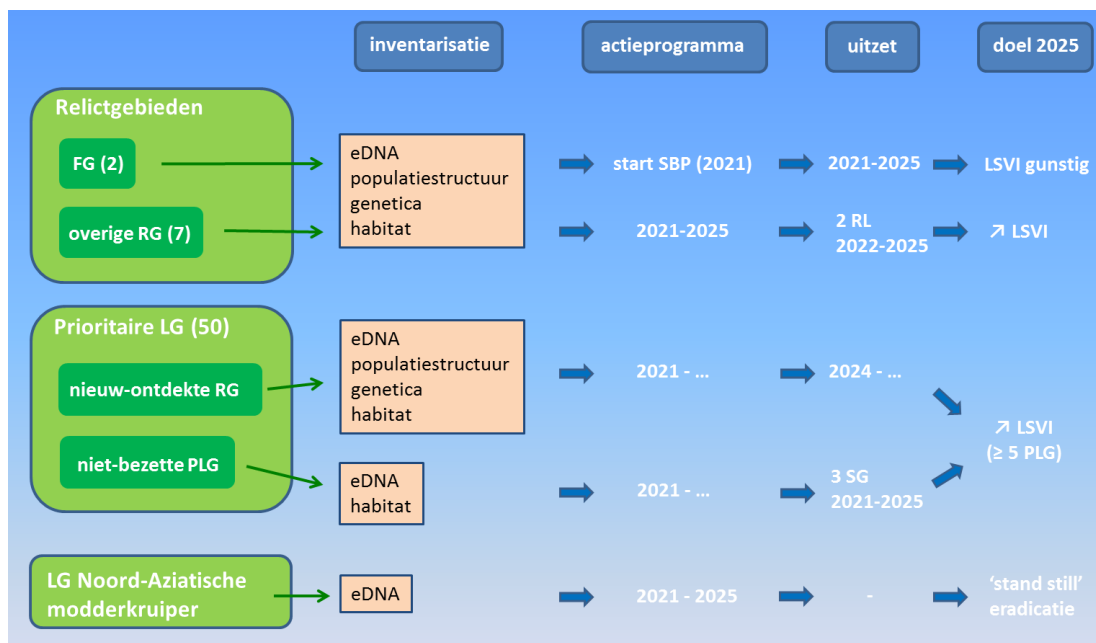 inventarisatie
actieprogramma
uitzet
doel 2025
Relictgebieden
FG (2)
eDNA
populatiestructuur
genetica
habitat
start SBP (2021)
2021-2025
LSVI gunstig
overige RG (7)
2021-2025
2 RL
2022-2025
↗ LSVI
Prioritaire LG (50)
nieuw-ontdekte RG
eDNA
populatiestructuur
genetica
habitat
2021 - ...
2024 - ...
↗ LSVI
(≥ 5 PLG)
niet-bezette PLG
eDNA
habitat
2021 - ...
3 SG
2021-2025
LG Noord-Aziatische
modderkruiper
eDNA
2021 - 2025
-
‘stand still’
eradicatie